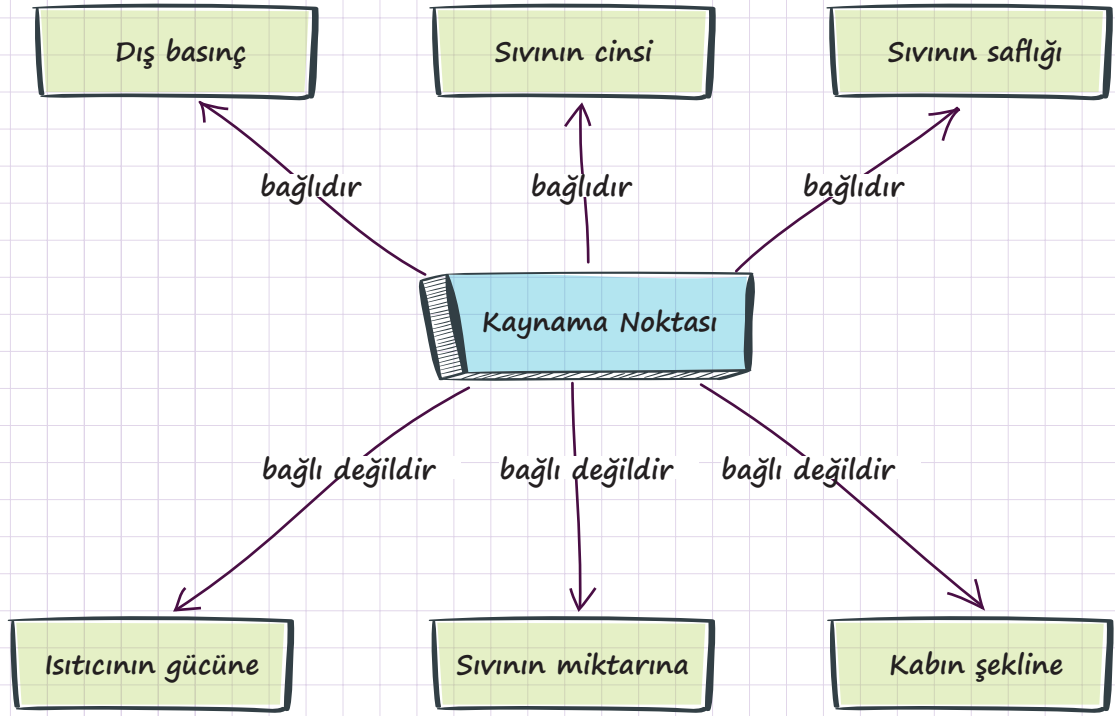 Dış basınç
Sıvının cinsi
Sıvının saflığı
bağlıdır
bağlıdır
bağlıdır
Kaynama Noktası
bağlı değildir
bağlı değildir
bağlı değildir
Isıtıcının gücüne
Sıvının miktarına
Kabın şekline